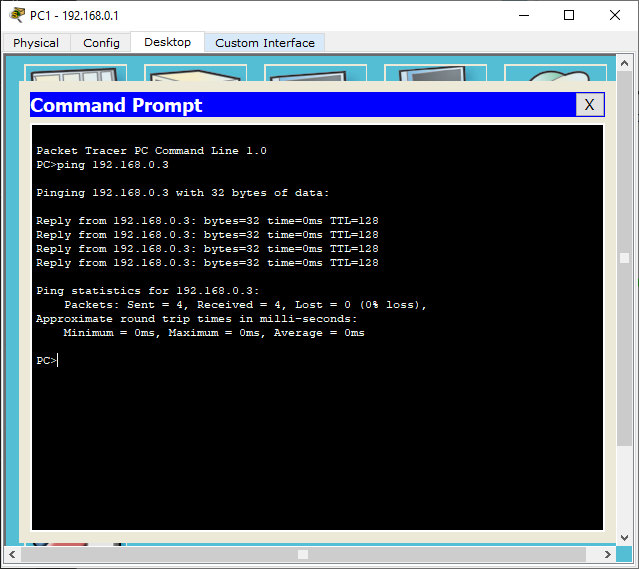 PC1 - 192.168.0.1
Physical Config Desktop Custom Interface
Command Prompt X
Packet Tracer PC Command Line 1.0
PC>ping 192.168.0.3
Pinging 192.168.0.3 with 32 bytes of data:
Reply from 192.168.0.3: bytes=32 time=0ms TTL=128
Reply from 192.168.0.3: bytes=32 time=0ms TTL=128
Reply from 192.168.0.3: bytes=32 time=0ms TTL=128
Reply from 192.168.0.3: bytes=32 time=0ms TTL=128
Ping statistics for 192.168.0.3:
    Packets: Sent = 4, Received = 4, Lost = 0 (0% loss),
Approximate round trip times in milli-seconds:
    Minimum = 0ms, Maximum = 0ms, Average = 0ms
PC>